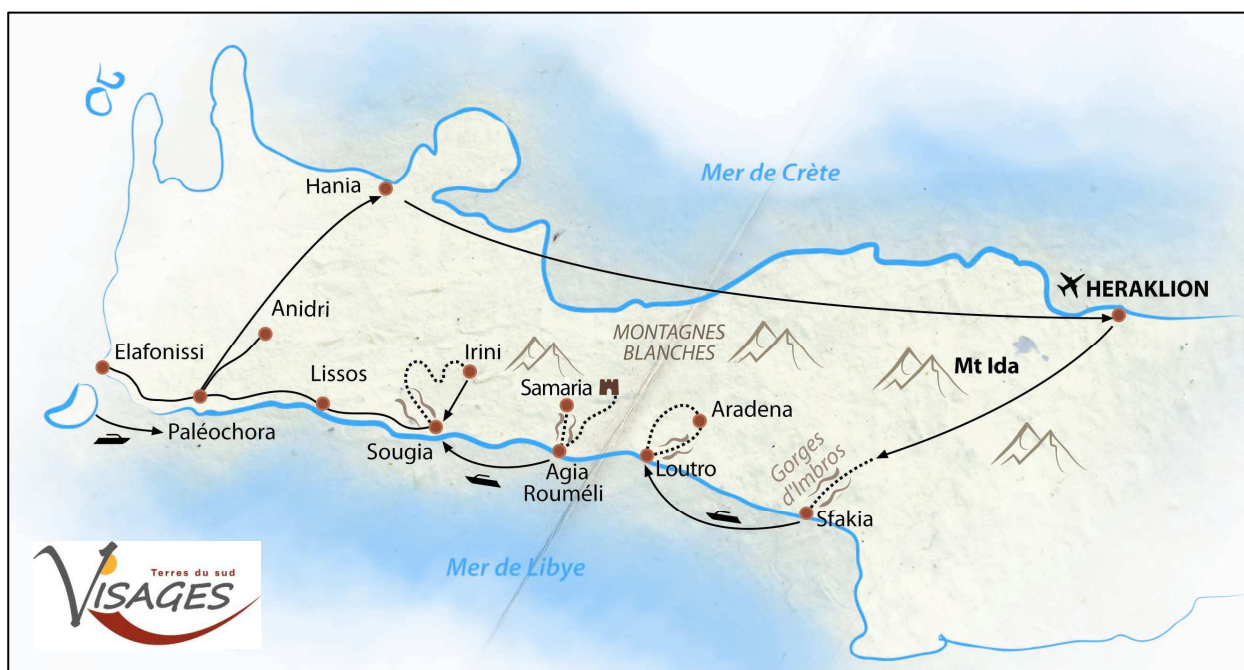 Mer de Crète
Hania
HERAKLION
Anidri
MONTAGNES
BLANCHES
Elafonissi
Irini
Mt Ida
Lissos
Samaria
Aradena
Paléochora
Sougia
Agia
Rouméli
Loutro
Gorges
d'Imbros
Sfakia
Mer de Libye
Terres du sud
VISAGES